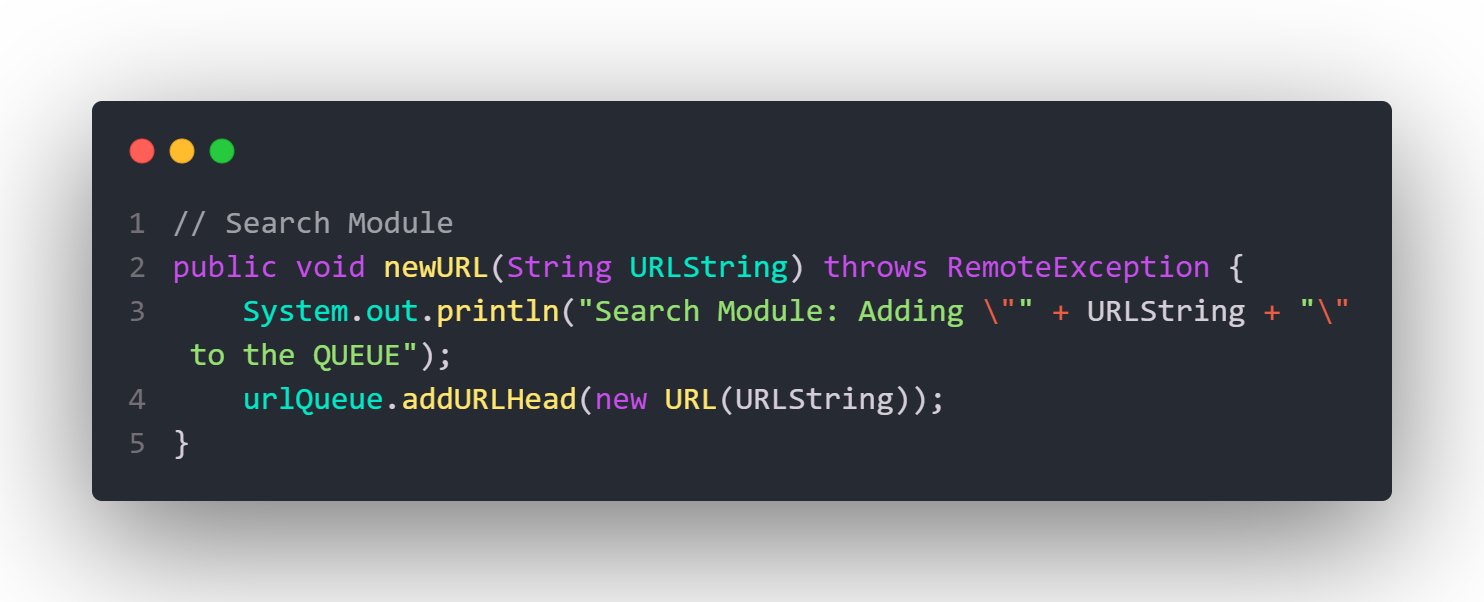 1 // Search Module
2 public void newURL(String URLString) throws RemoteException {
3     System.out.println("Search Module: Adding \"" + URLString + "\"
 to the QUEUE");
4     urlQueue.addURLHead(new URL(URLString));
5 }